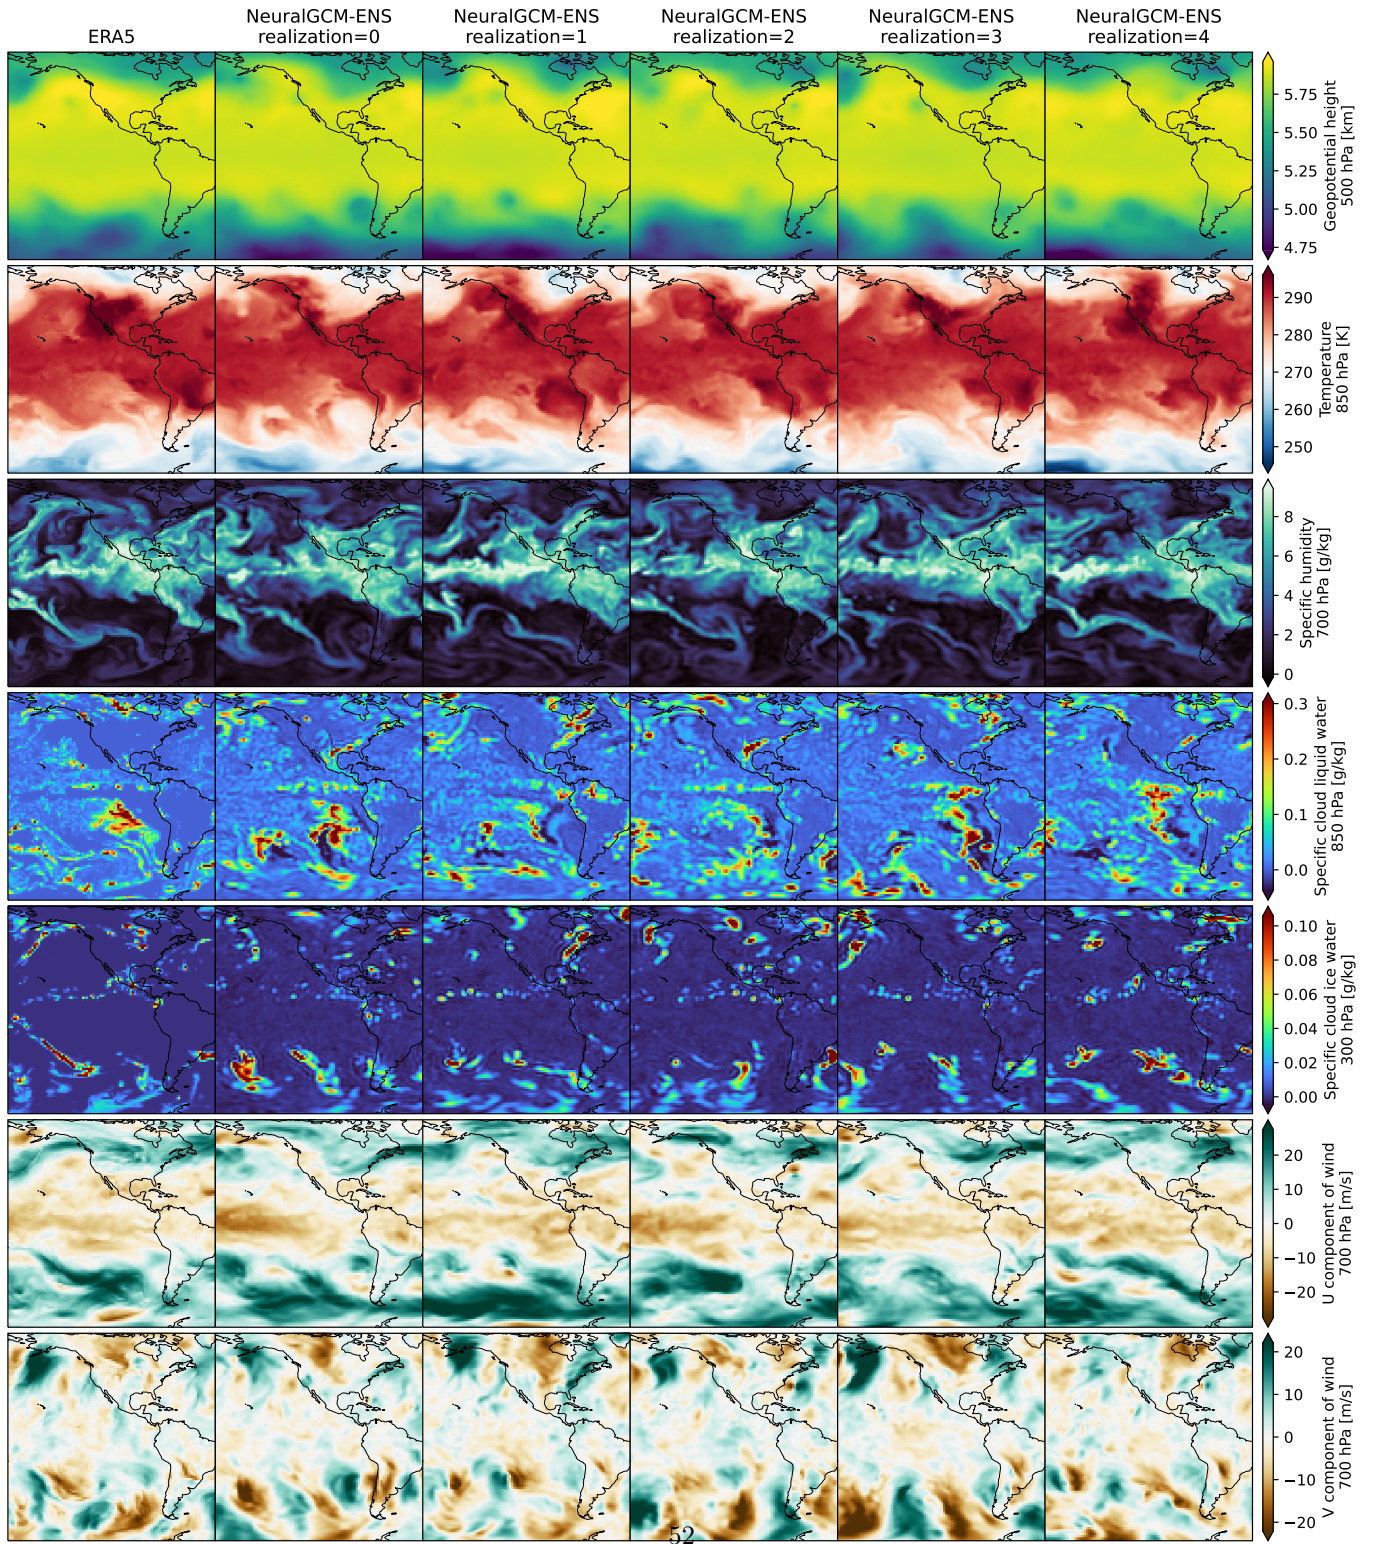 ERA5
NeuralGCM-ENS
realization=0
NeuralGCM-ENS
realization=1
NeuralGCM-ENS
realization=2
NeuralGCM-ENS
realization=3
NeuralGCM-ENS
realization=4
5.75
5.50
5.25
5.00
4.75
Geopotential height
500 hPa [km]
290
280
270
260
250
Temperature
850 hPa [K]
8
6
4
2
0
Specific humidity
700 hPa [g/kg]
0.3
0.2
0.1
0.0
Specific cloud liquid water
850 hPa [g/kg]
0.10
0.08
0.06
0.04
0.02
0.00
Specific cloud ice water
300 hPa [g/kg]
20
10
0
−10
−20
U component of wind
700 hPa [m/s]
20
10
0
−10
−20
V component of wind
700 hPa [m/s]
52